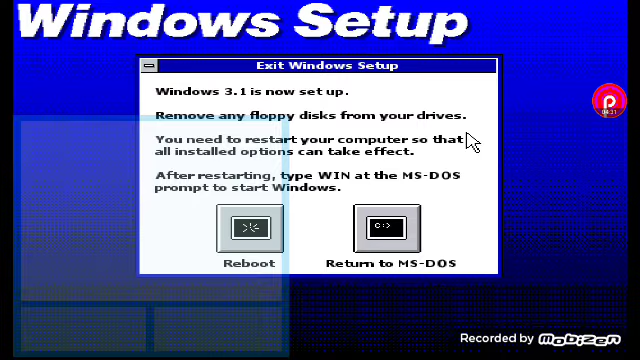 Windows Setup
Exit Windows Setup
Windows 3.1 is now set up.
Remove any floppy disks from your drives.
You need to restart your computer so that
all installed options can take effect.
After restarting, type WIN at the MS-DOS
prompt to start Windows.
C:>
Reboot
Return to MS-DOS
04:31
Recorded by mobizen